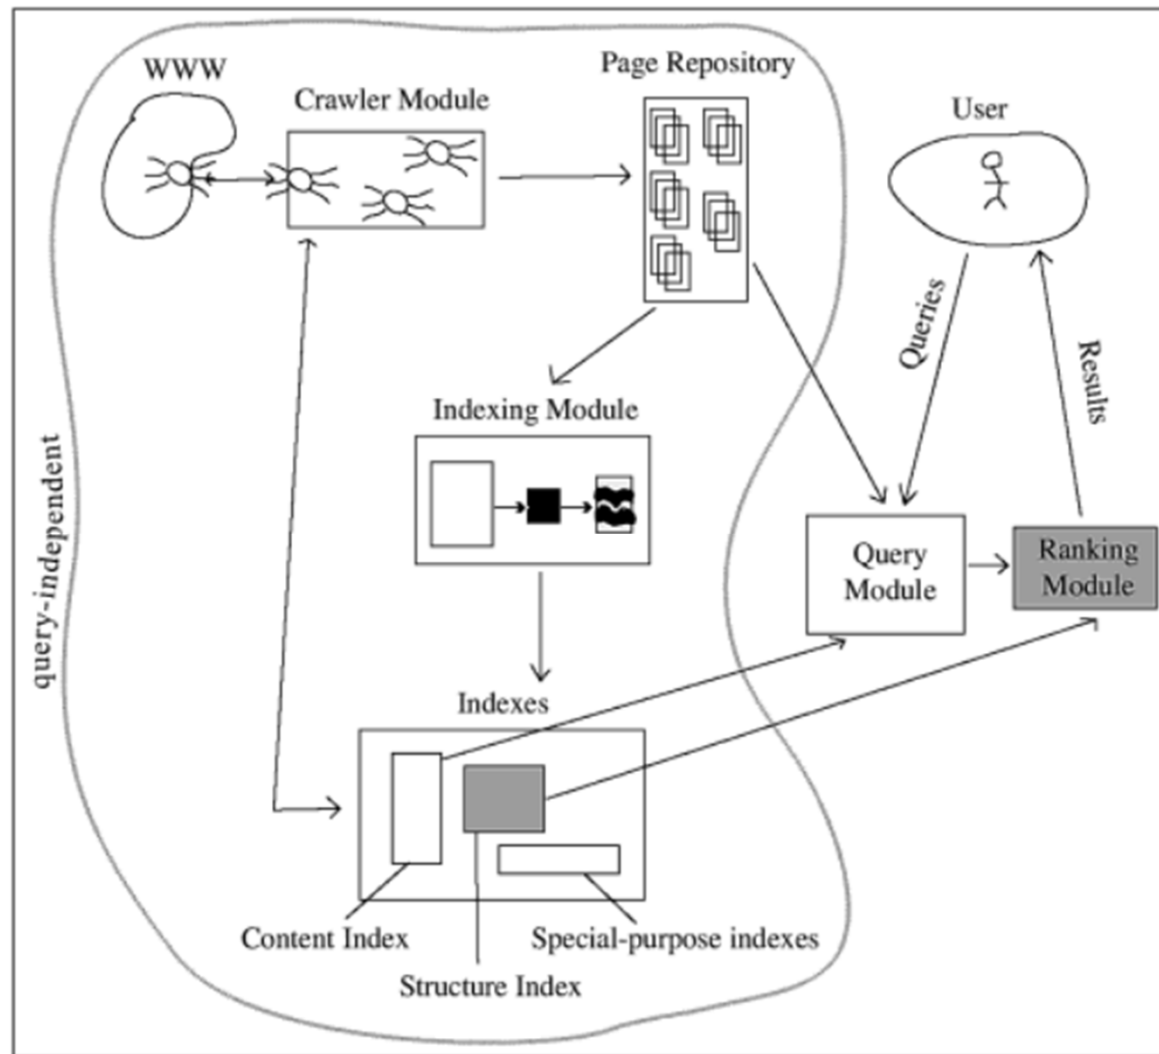 WWW
Crawler Module
Page Repository
User
Queries
Results
Indexing Module
query-independent
Query
Module
Ranking
Module
Indexes
Content Index
Special-purpose indexes
Structure Index